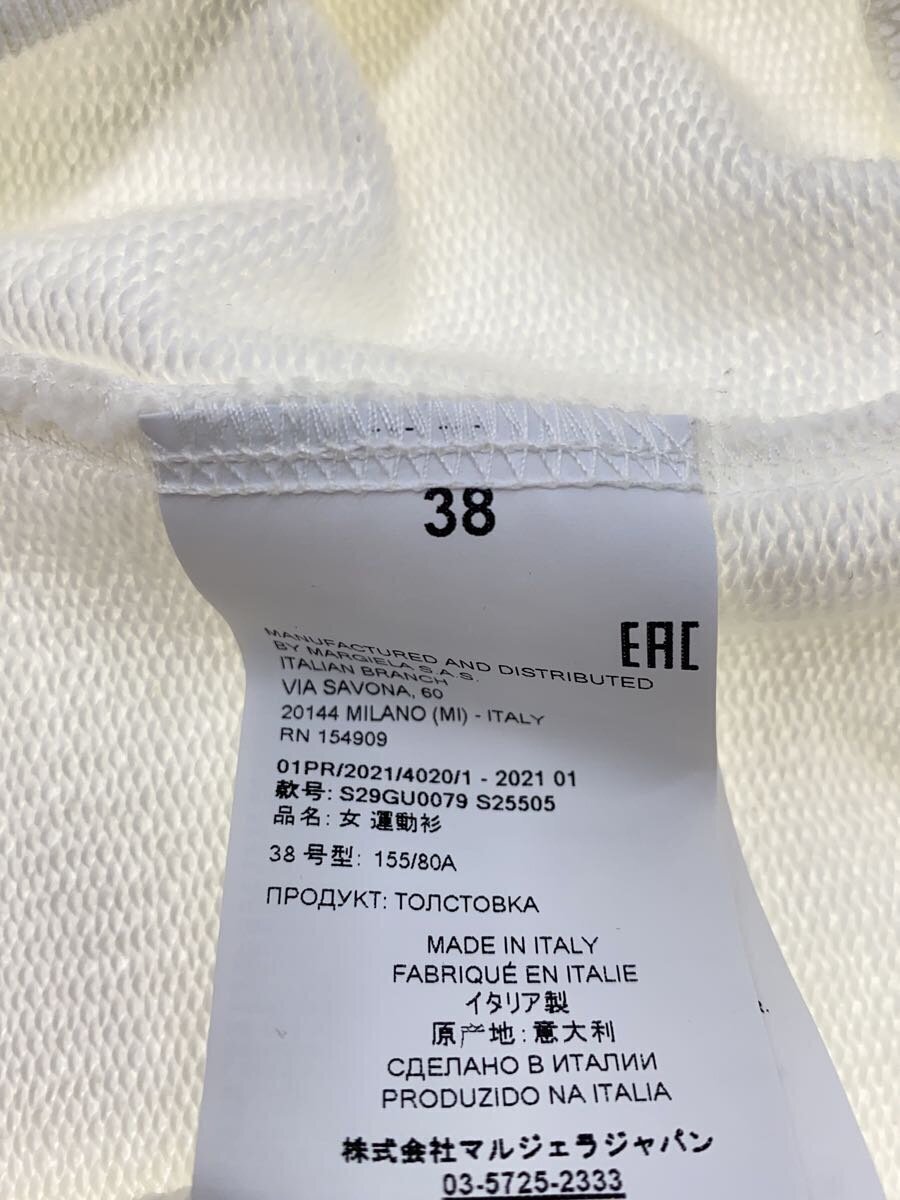 38
EAC
MANUFACTURED AND DISTRIBUTED
BY MARGIELA S.A.S.
ITALIAN BRANCH
VIA SAVONA, 60
20144 MILANO (MI) - ITALY
RN 154909
01PR/2021/4020/1 - 2021 01
款号: S29GU0079 S25505
品名: 女 運動衫
38 号型: 155/80A
ПРОДУКТ: ТОЛСТОВКА
MADE IN ITALY
FABRIQUÉ EN ITALIE
イタリア製
原产地: 意大利
СДЕЛАНО В ИТАЛИИ
PRODUZIDO NA ITALIA
株式会社マルジェラジャパン
03-5725-2333